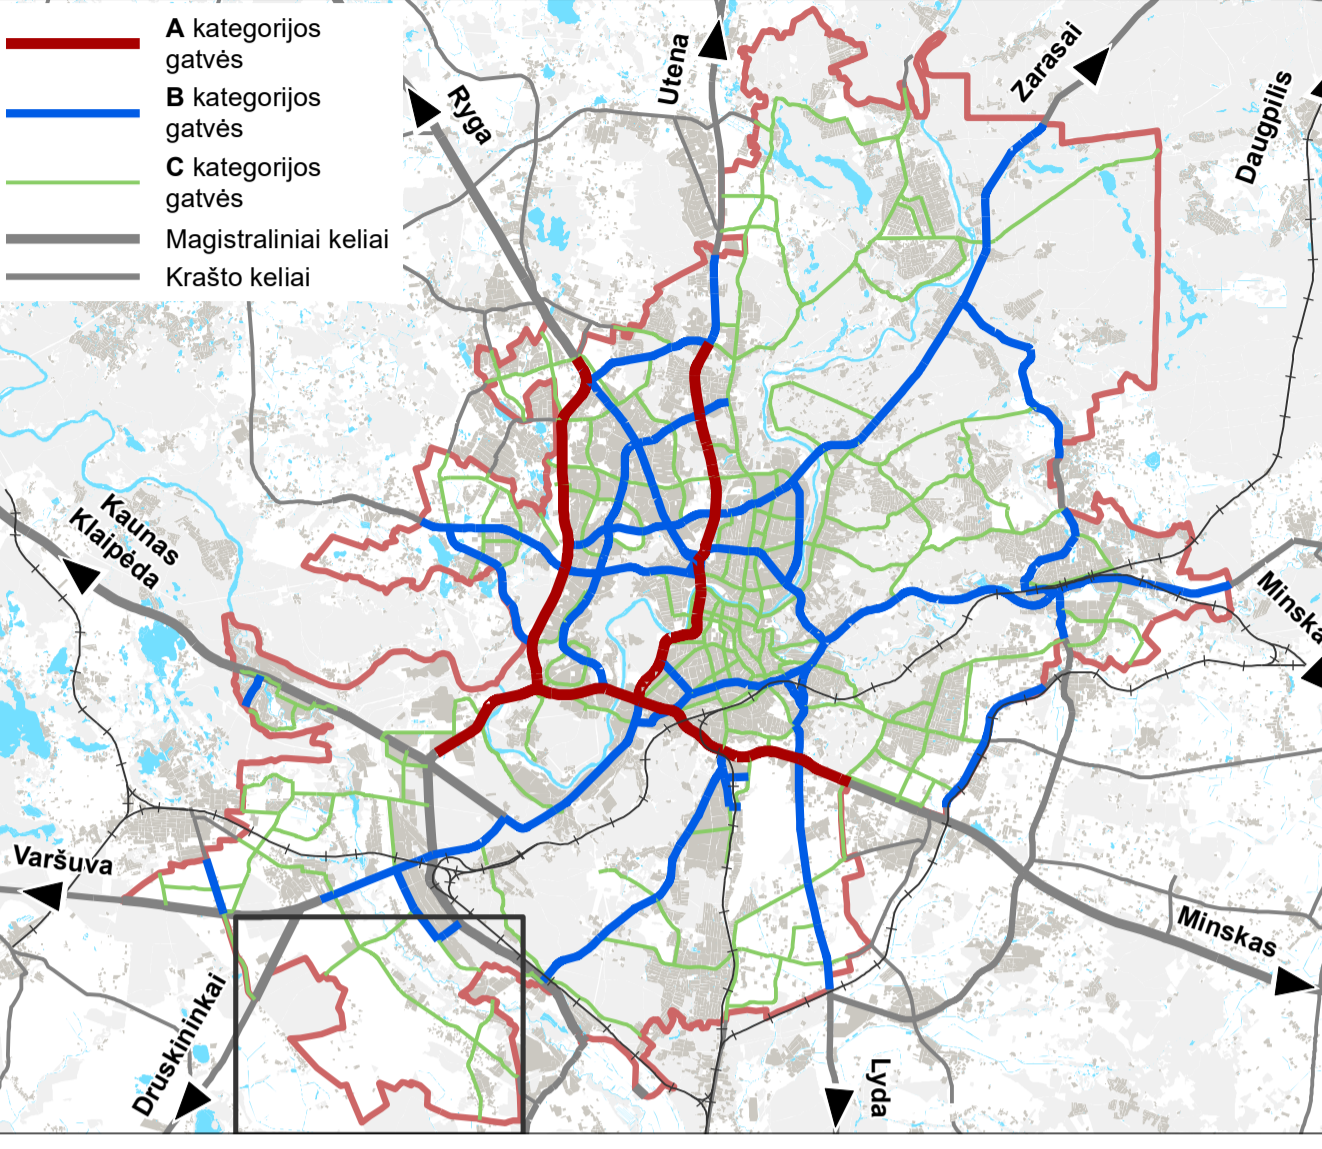 A kategorijos
gatvės
B kategorijos
gatvės
C kategorijos
gatvės
Magistraliniai keliai
Krašto keliai
Ryga
Utena
Zarasai
Daugpilis
Kaunas
Klaipėda
Varšuva
Druskininkai
Lyda
Minskas